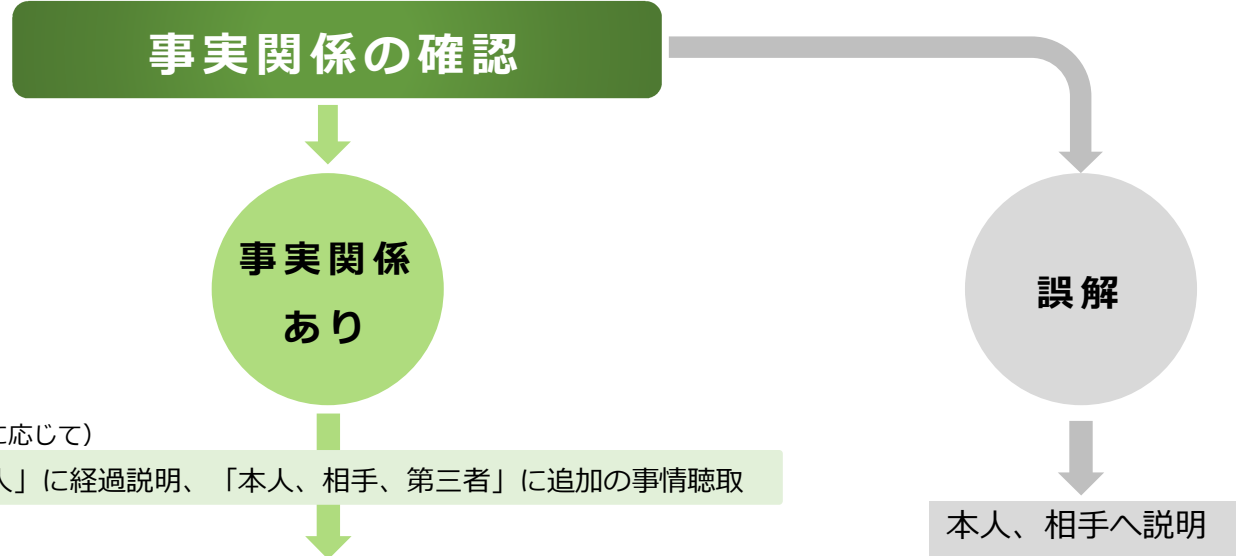 事実関係の確認
事実関係
あり
誤解
に応じて）
人」に経過説明、「本人、相手、第三者」に追加の事情聴取
本人、相手へ説明